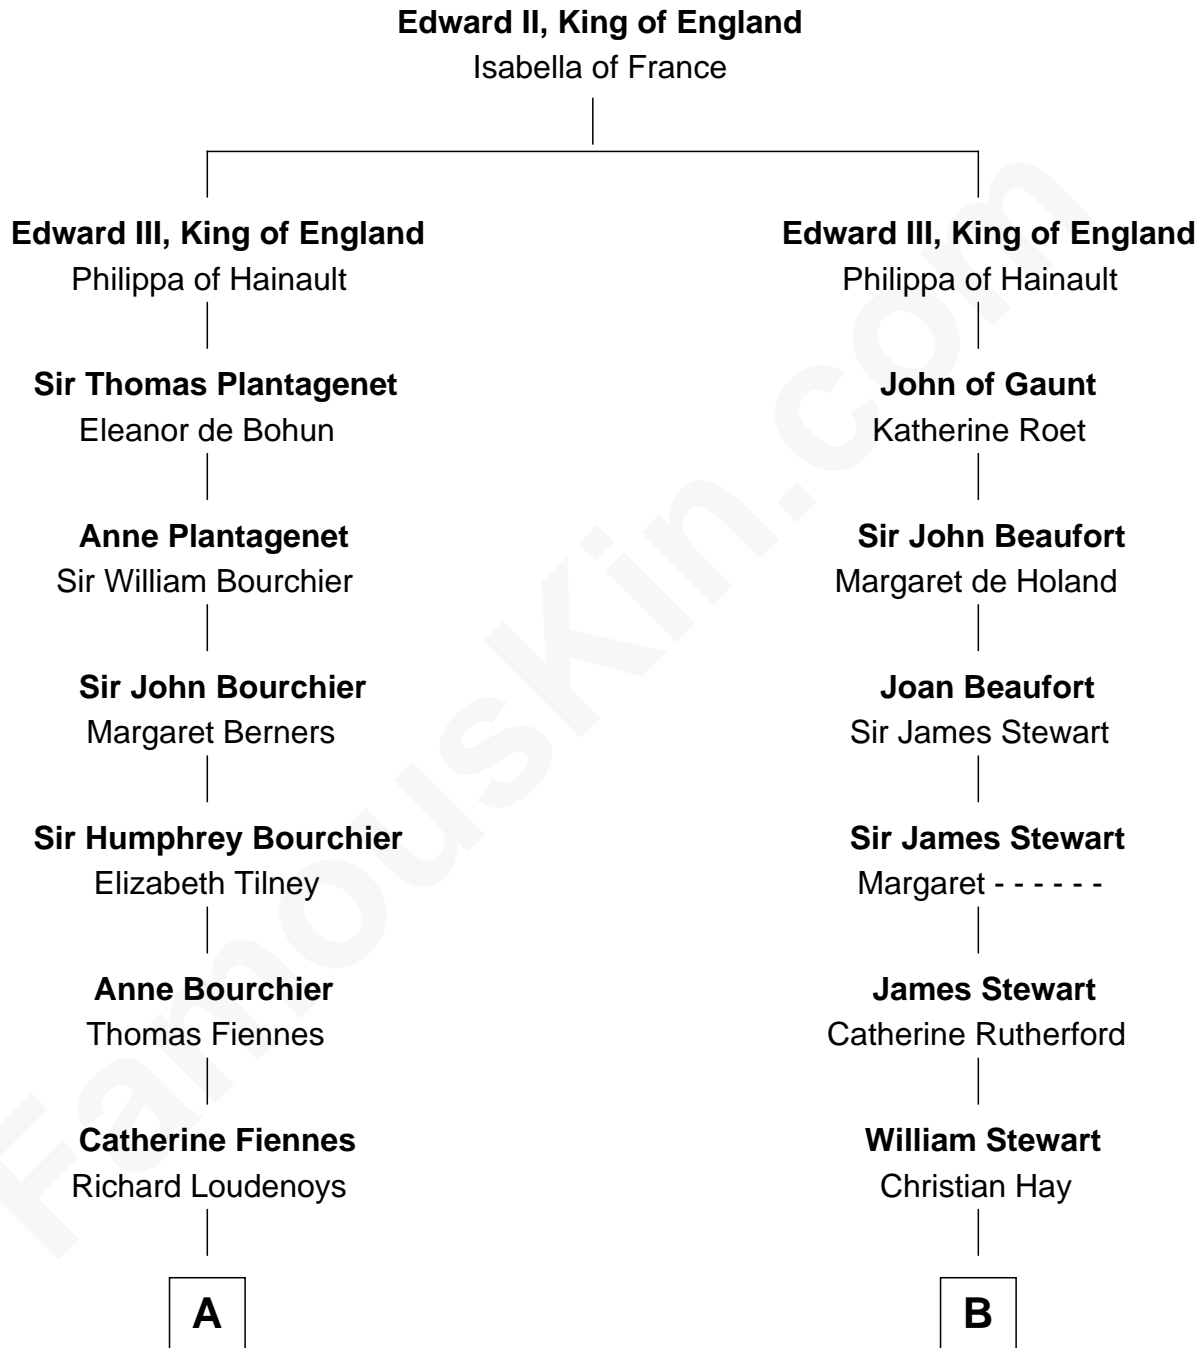 Edward II, King of England
Isabella of France
Edward III, King of England
Philippa of Hainault
Edward III, King of England
Philippa of Hainault
Sir Thomas Plantagenet
Eleanor de Bohun
John of Gaunt
Katherine Roet
Anne Plantagenet
Sir William Bourchier
Sir John Beaufort
Margaret de Holand
Sir John Bourchier
Margaret Berners
Joan Beaufort
Sir James Stewart
Sir Humphrey Bourchier
Elizabeth Tilney
Sir James Stewart
Margaret - - - - - -
Anne Bourchier
Thomas Fiennes
James Stewart
Catherine Rutherford
Catherine Fiennes
Richard Loudenoys
William Stewart
Christian Hay
A
B
FamousKin.com